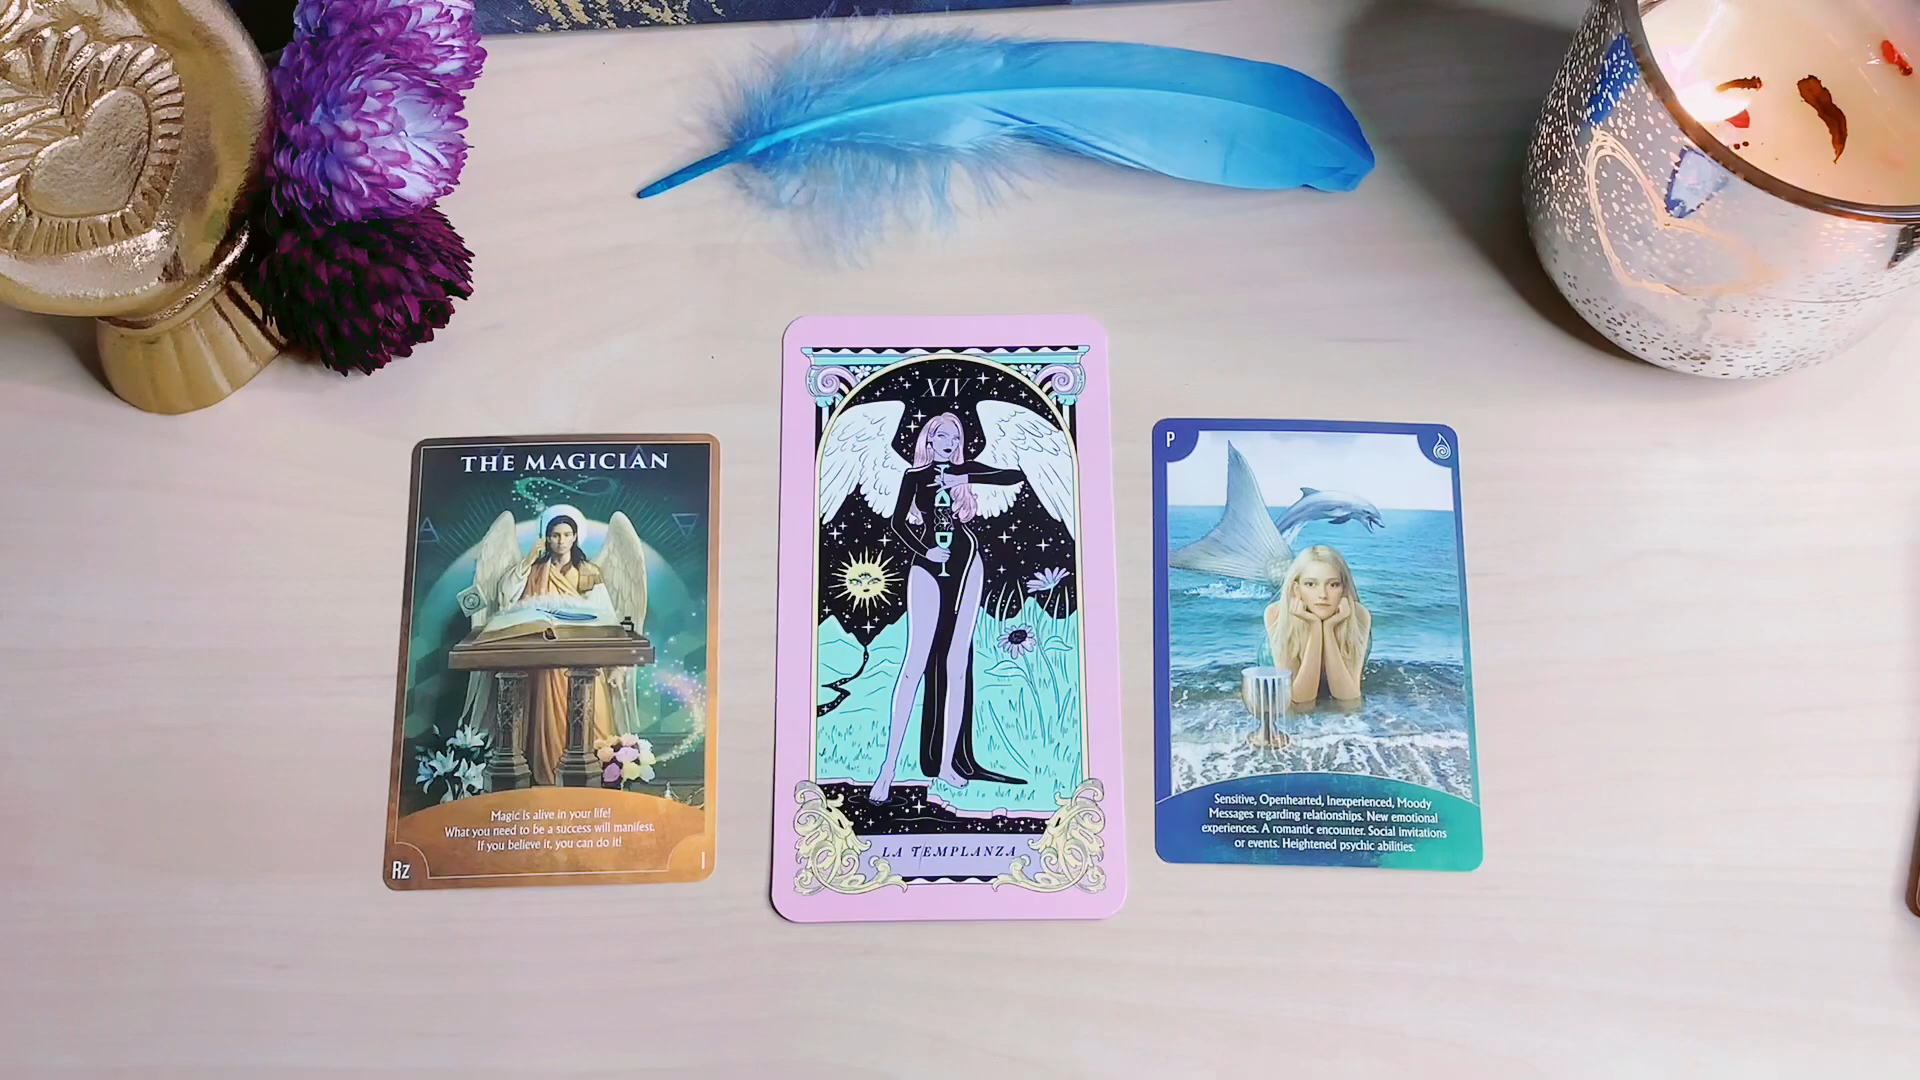 THE MAGICIAN
Magic is alive in your life!
What you need to be a success will manifest.
If you believe it, you can do it!
Rz
I
XIV
LA TEMPLANZA
P
Sensitive, Openhearted, Inexperienced, Moody
Messages regarding relationships. New emotional
experiences. A romantic encounter. Social invitations
or events. Heightened psychic abilities.